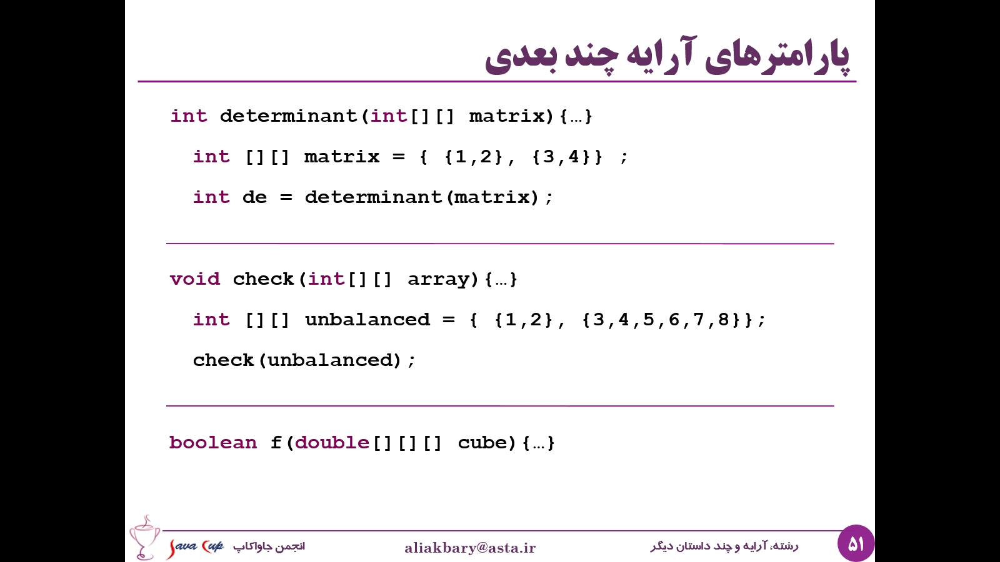 پارامترهای آرایه چند بعدی
int determinant(int[][] matrix){…}
int [][] matrix = { {1,2}, {3,4}} ;
int de = determinant(matrix);
void check(int[][] array){…}
int [][] unbalanced = { {1,2}, {3,4,5,6,7,8}};
check(unbalanced);
boolean f(double[][][] cube){…}
Java Cup انجمن جاواکاپ
aliakbary@asta.ir
رشته، آرایه و چند داستان دیگر
۵۱